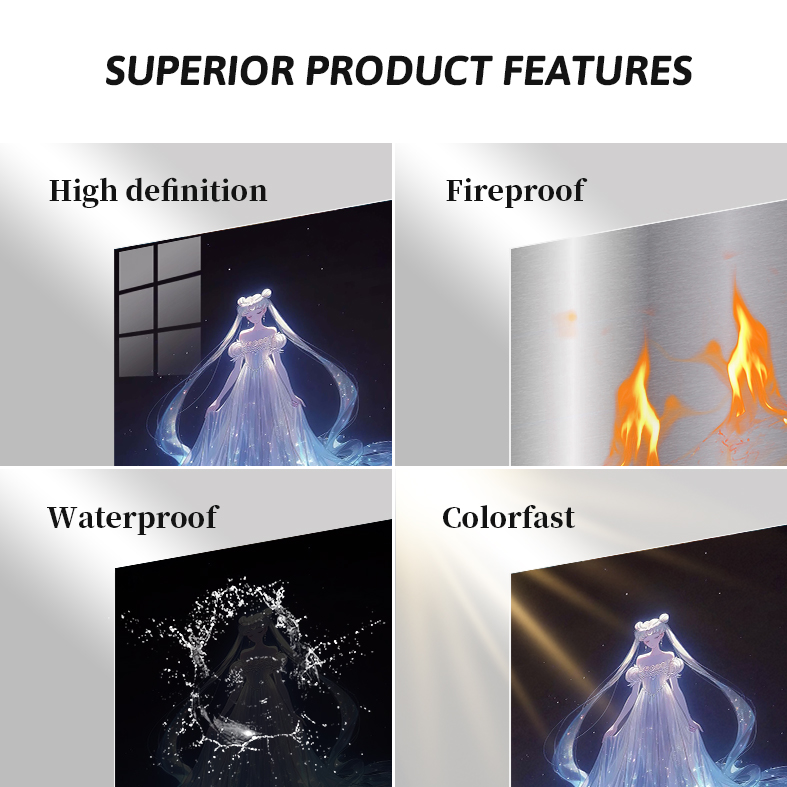 SUPERIOR PRODUCT FEATURES
High definition
Fireproof
Waterproof
Colorfast